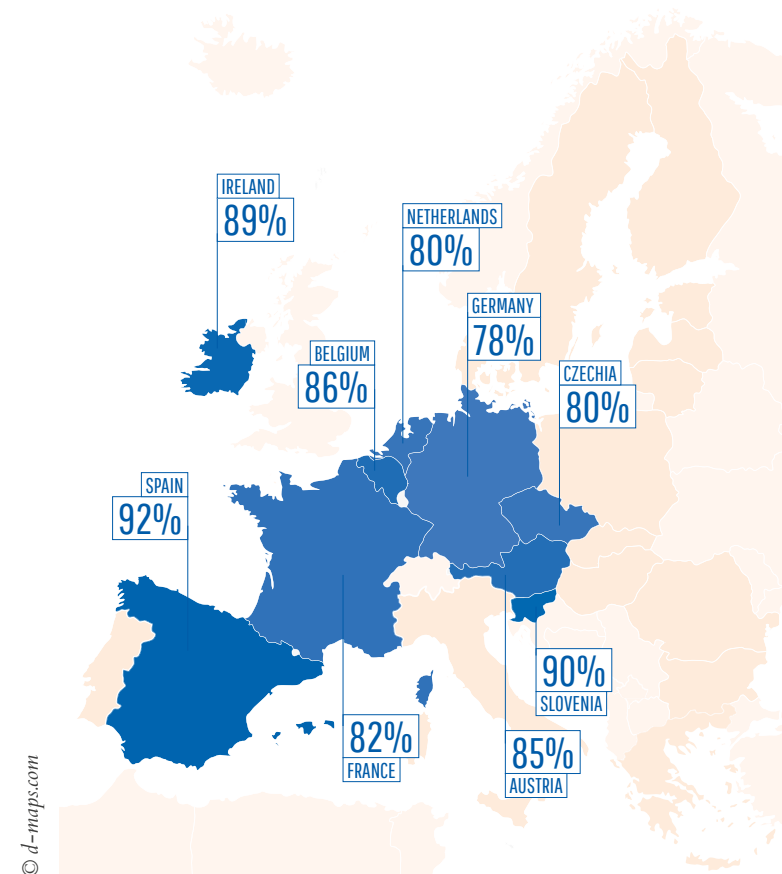 IRELAND
89%
NETHERLANDS
80%
GERMANY
78%
BELGIUM
86%
CZECHIA
80%
SPAIN
92%
90%
SLOVENIA
82%
FRANCE
85%
AUSTRIA
© d-maps.com